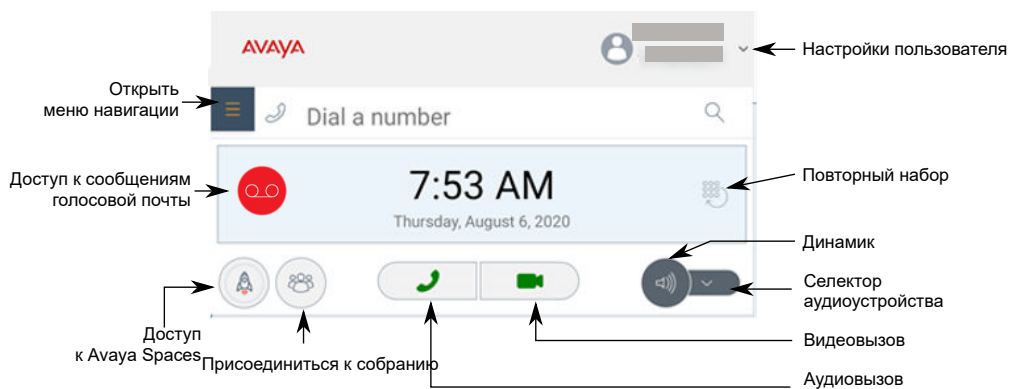 AVAYA
Настройки пользователя
Открыть
меню навигации
Dial a number
Доступ к сообщениям
голосовой почты
7:53 AM
Thursday, August 6, 2020
Повторный набор
Динамик
Селектор
аудиоустройства
Доступ
к Avaya Spaces
Присоединиться к собранию
Видеовызов
Аудиовызов